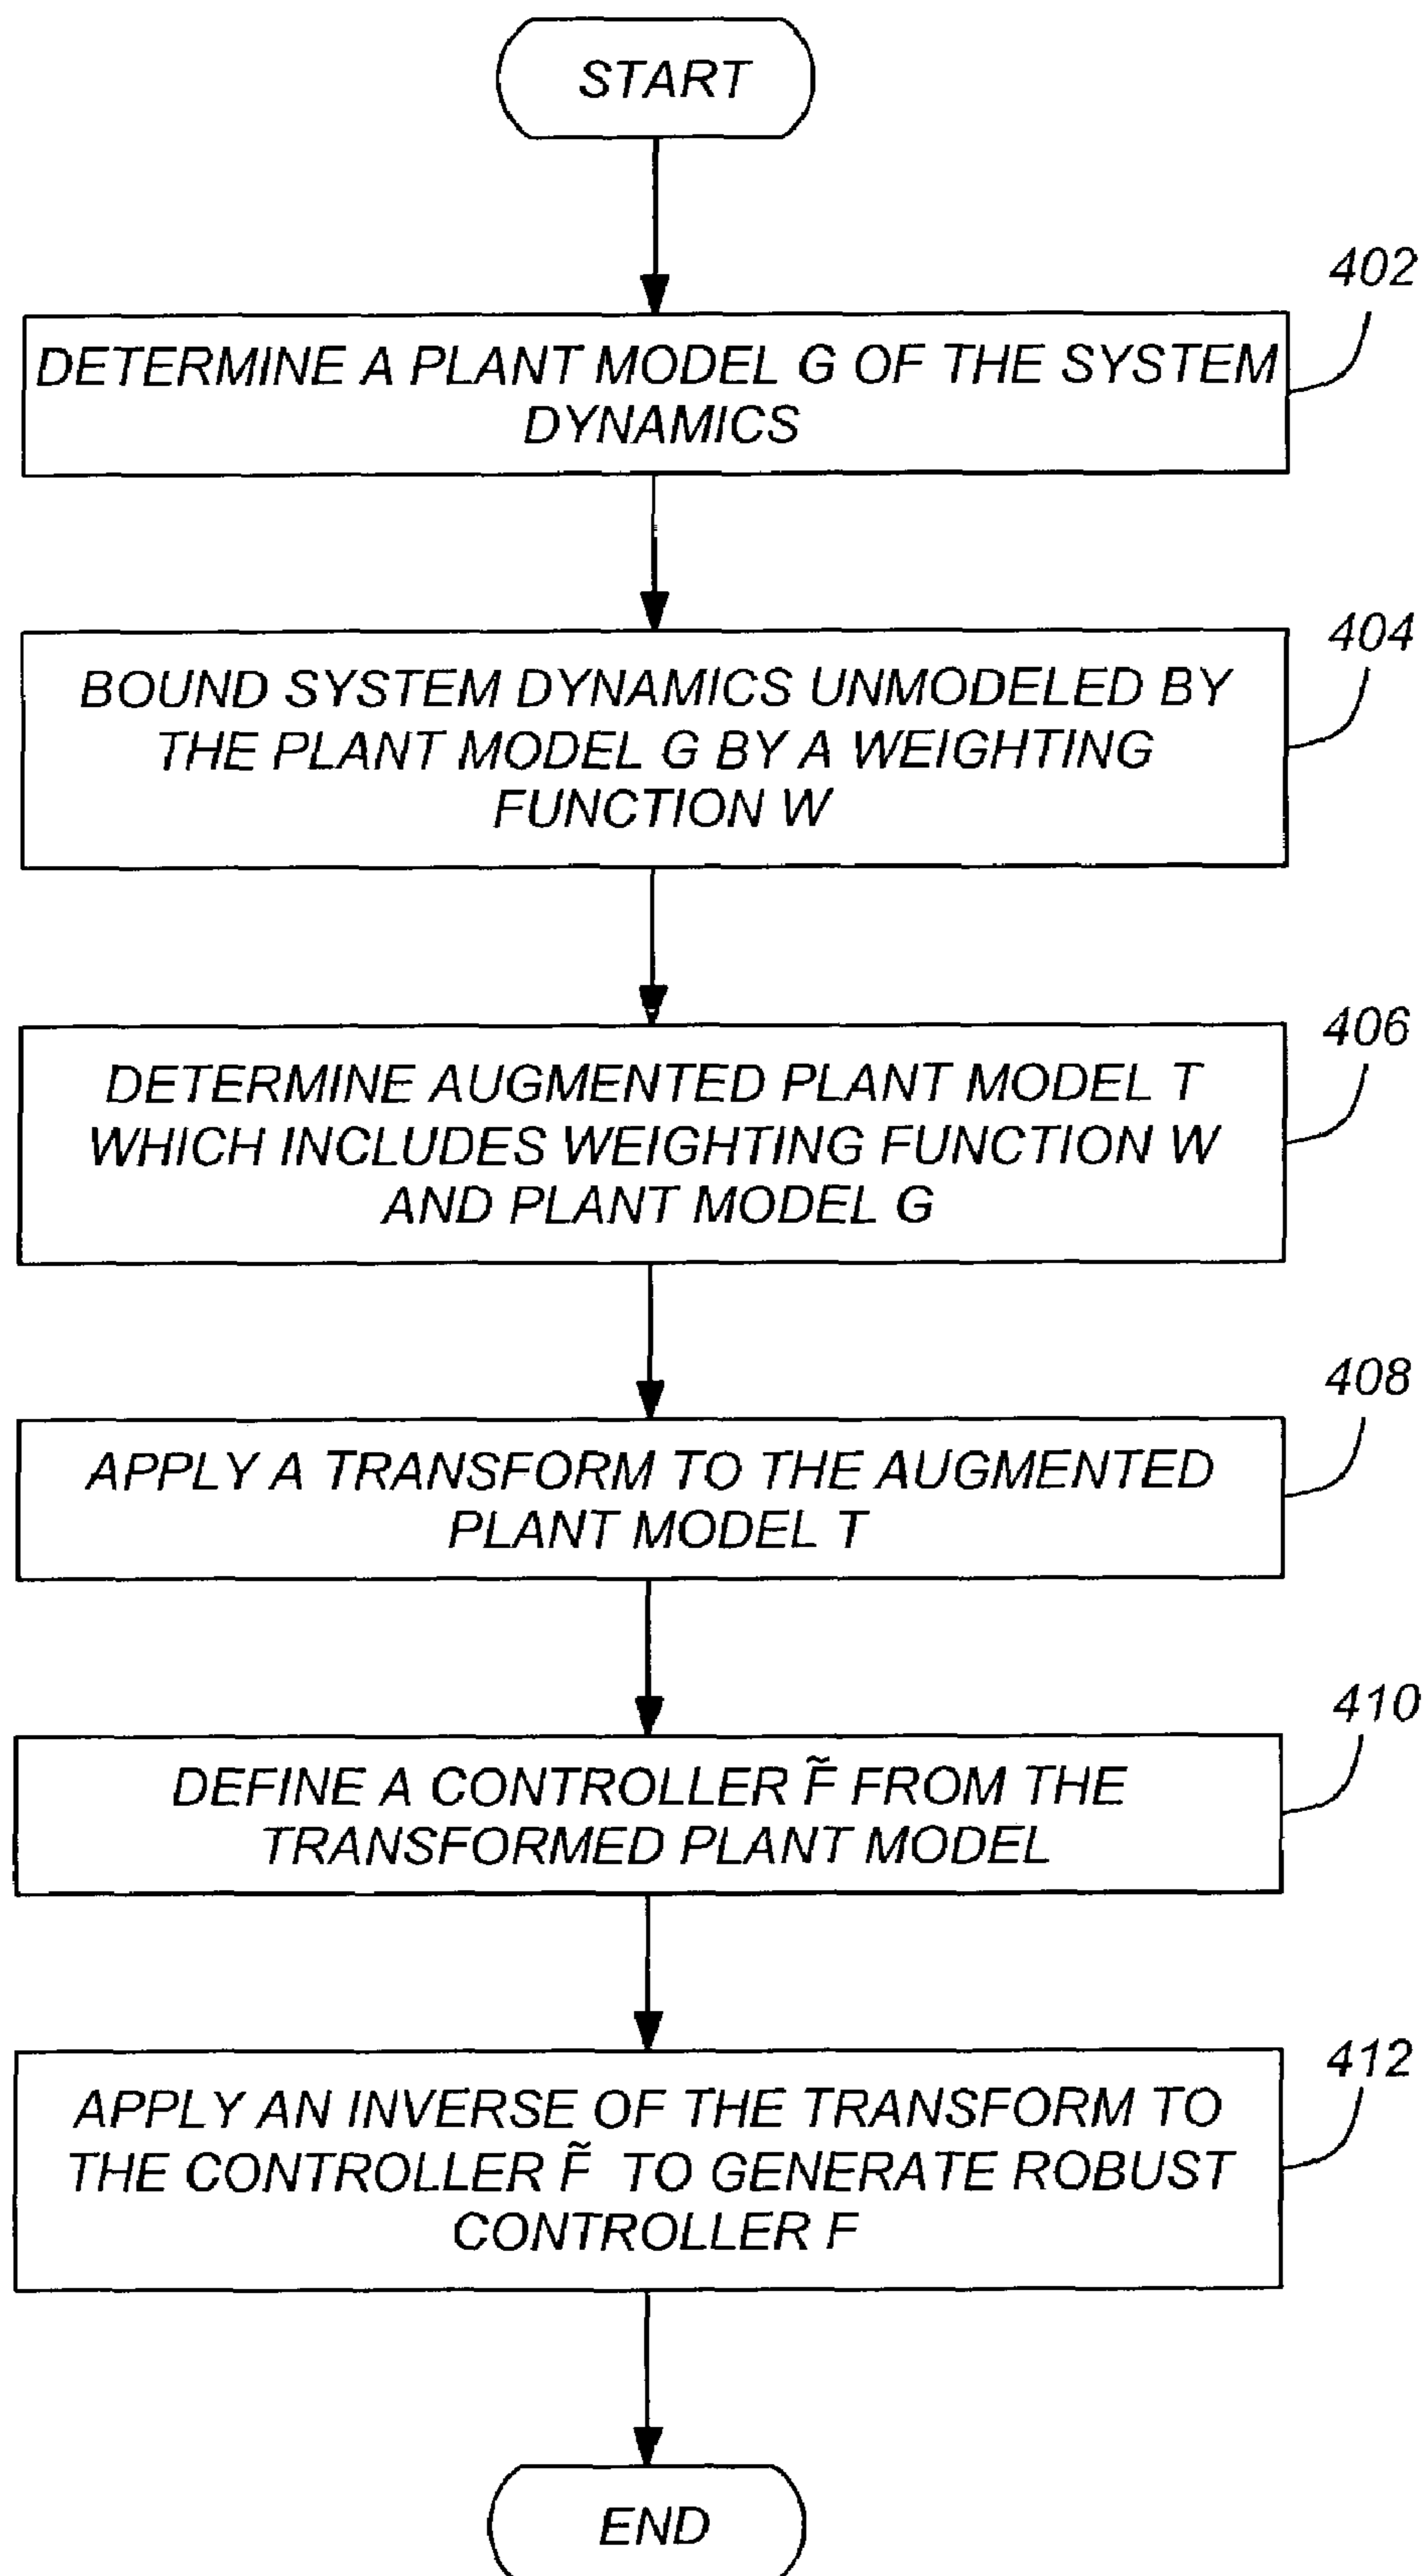 START
402
DETERMINE A PLANT MODEL G OF THE SYSTEM
DYNAMICS
404
BOUND SYSTEM DYNAMICS UNMODELED BY
THE PLANT MODEL G BY A WEIGHTING
FUNCTION W
406
DETERMINE AUGMENTED PLANT MODEL T
WHICH INCLUDES WEIGHTING FUNCTION W
AND PLANT MODEL G
408
APPLY A TRANSFORM TO THE AUGMENTED
PLANT MODEL T
410
DEFINE A CONTROLLER F̃ FROM THE
TRANSFORMED PLANT MODEL
412
APPLY AN INVERSE OF THE TRANSFORM TO
THE CONTROLLER F̃ TO GENERATE ROBUST
CONTROLLER F
END